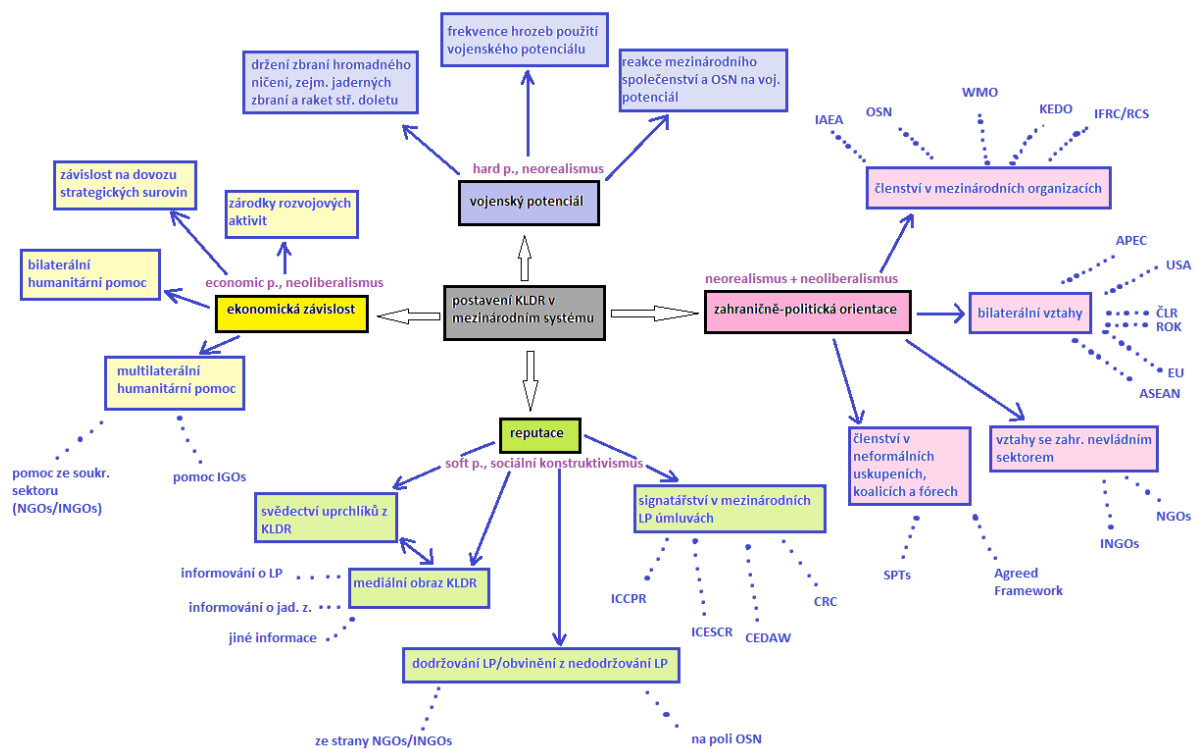 frekvence hrozeb použití
vojenského potenciálu
držení zbraní hromadného
ničení, zejm. jaderných
zbraní a raket stř. doletu
reakce mezinárodního
společenství a OSN na voj.
potenciál
hard p., neorealismus
vojenský potenciál
IAEA
OSN
WMO
KEDO
IFRC/RCS
členství v mezinárodních organizacích
závislost na dovozu
strategických surovin
zárodky rozvojových
aktivit
bilaterální
humanitární pomoc
economic p., neoliberalismus
ekonomická závislost
postavení KLDR v
mezinárodním systému
neorealismus + neoliberalismus
zahraničně-politická orientace
APEC
USA
bilaterální vztahy
ČLR
ROK
EU
ASEAN
multilaterální
humanitární pomoc
pomoc ze soukr.
sektoru
(NGOs/INGOs)
pomoc IGOs
reputace
soft p., sociální konstruktivismus
svědectví uprchlíků z
KLDR
signatářství v mezinárodních
LP úmluvách
členství v
neformálních
uskupeních,
koalicích a fórech
vztahy se zahr. nevládním
sektorem
NGOs
INGOs
SPTs
Agreed
Framework
informování o LP
mediální obraz KLDR
informování o jad. z.
jiné informace
ICCPR
ICESCR
CEDAW
CRC
dodržování LP/obvinění z nedodržování LP
ze strany NGOs/INGOs
na poli OSN